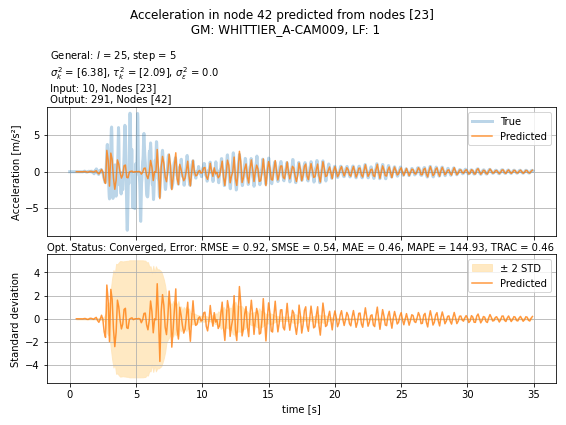 Acceleration in node 42 predicted from nodes [23]
GM: WHITTIER_A-CAM009, LF: 1
General: l = 25, step = 5
σ²ₖ = [6.38], τ²ₖ = [2.09], σ²ε = 0.0
Input: 10, Nodes [23]
Output: 291, Nodes [42]
Acceleration [m/s²]
5
0
−5
True
Predicted
Opt. Status: Converged, Error: RMSE = 0.92, SMSE = 0.54, MAE = 0.46, MAPE = 144.93, TRAC = 0.46
Standard deviation
4
2
0
−2
−4
± 2 STD
Predicted
0 5 10 15 20 25 30 35
time [s]